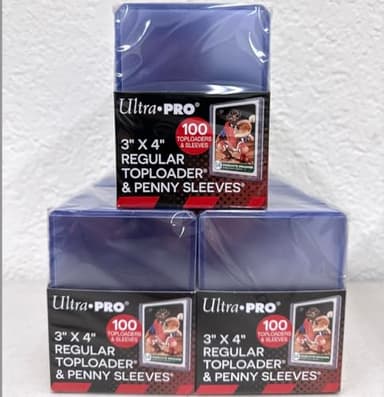 Ultra•PRO®
100
TOPLOADERS
& SLEEVES
3" X 4"
REGULAR
TOPLOADER®
& PENNY SLEEVES®
Ultra•PRO®
100
TOPLOADERS
& SLEEVES
3" X 4"
REGULAR
TOPLOADER®
& PENNY SLEEVES®
Ultra•PRO®
100
TOPLOADERS
& SLEEVES
3" X 4"
REGULAR
TOPLOADER®
& PENNY SLEEVES®